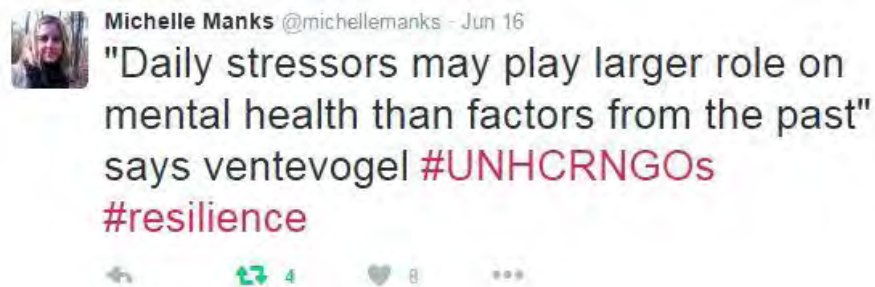 Michelle Manks @michellemanks - Jun 16
"Daily stressors may play larger role on
mental health than factors from the past"
says ventevogel #UNHCRNGOs
#resilience
4 8